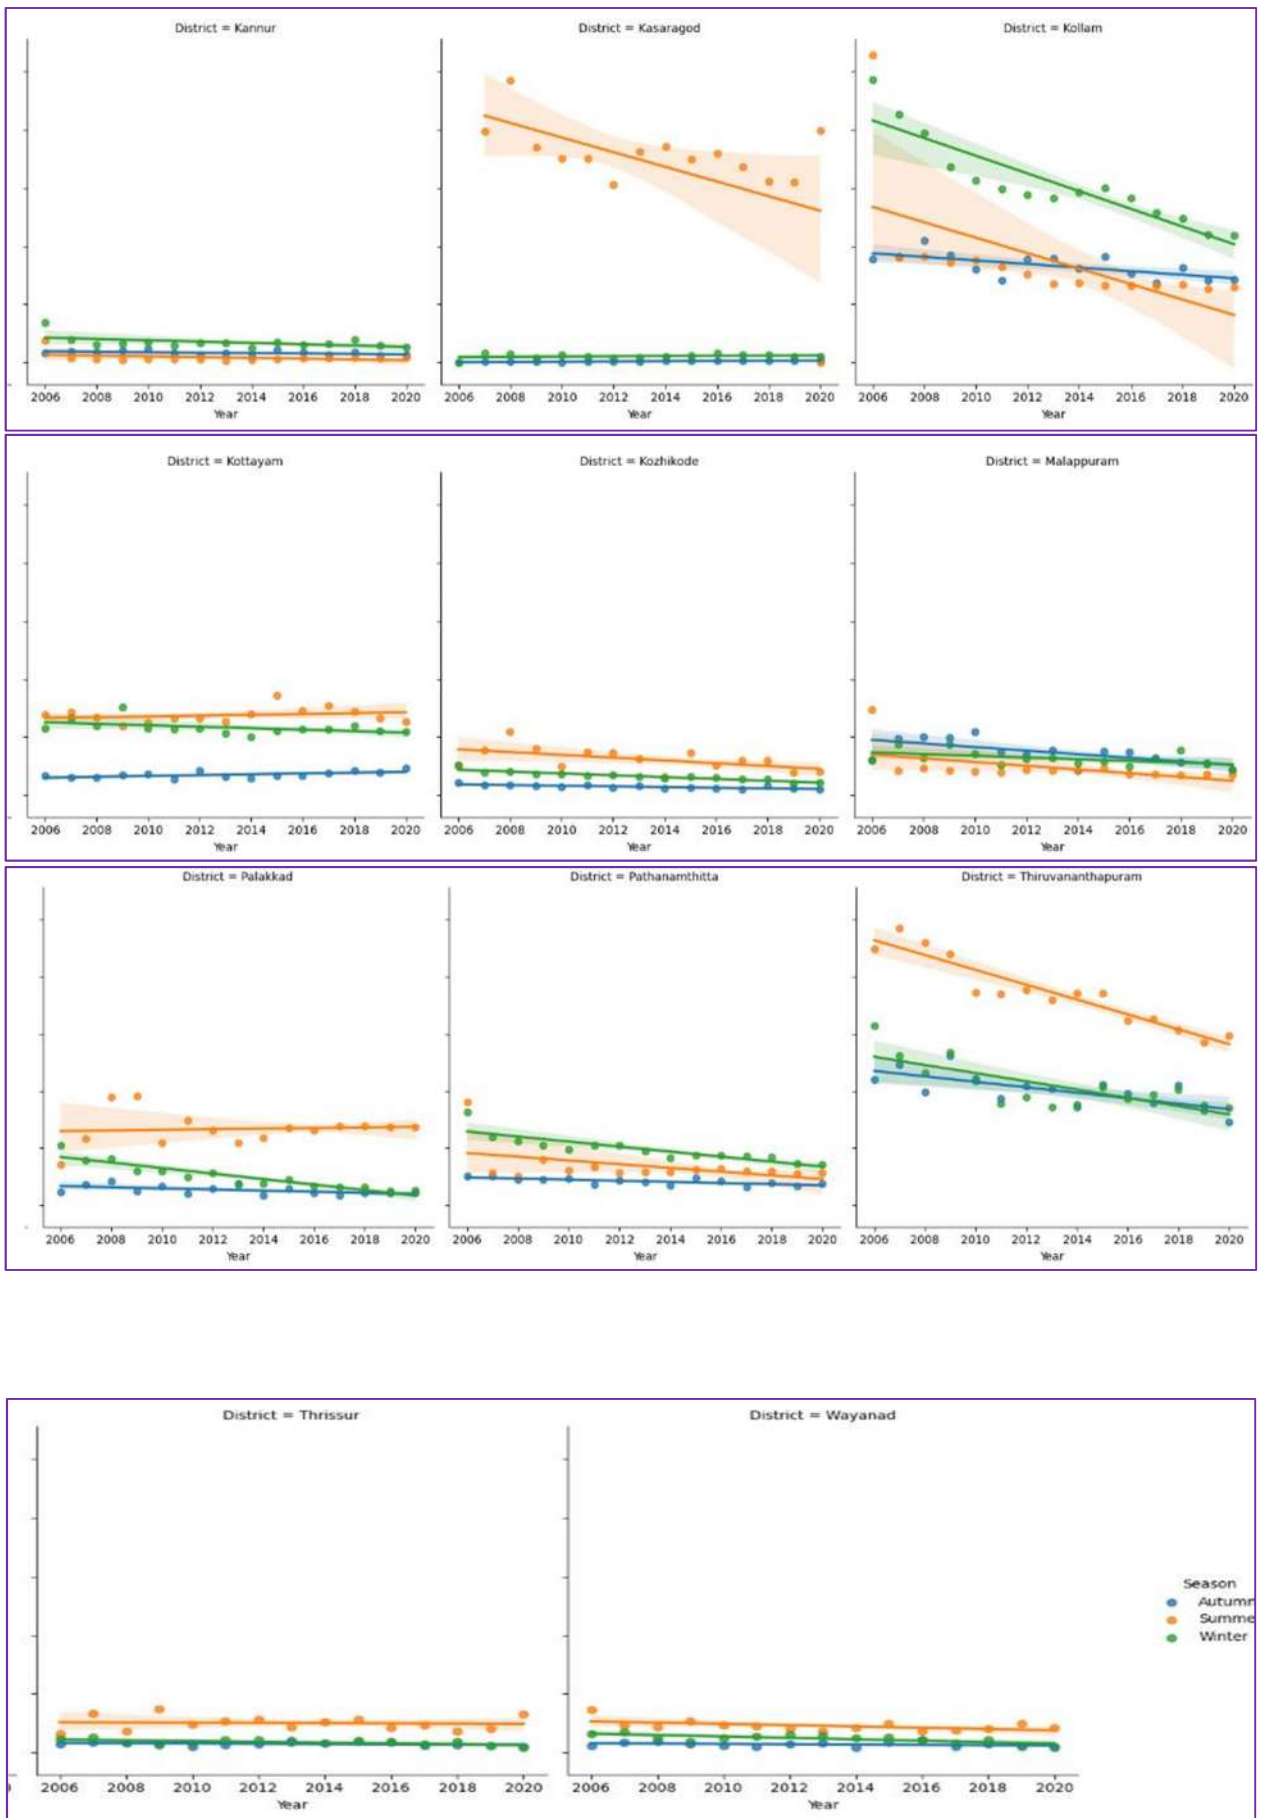 District = Kannur District = Kasaragod District = Kollam
2006 2008 2010 2012 2014 2016 2018 2020 2006 2008 2010 2012 2014 2016 2018 2020 2006 2008 2010 2012 2014 2016 2018 2020
Year Year Year
District = Kottayam District = Kozhikode District = Malappuram
2006 2008 2010 2012 2014 2016 2018 2020 2006 2008 2010 2012 2014 2016 2018 2020 2006 2008 2010 2012 2014 2016 2018 2020
Year Year Year
District = Palakkad District = Pathanamthitta District = Thiruvananthapuram
2006 2008 2010 2012 2014 2016 2018 2020 2006 2008 2010 2012 2014 2016 2018 2020 2006 2008 2010 2012 2014 2016 2018 2020
Year Year Year
District = Thrissur District = Wayanad
Season
Autumn
Summe
Winter
2006 2008 2010 2012 2014 2016 2018 2020 2006 2008 2010 2012 2014 2016 2018 2020
Year Year